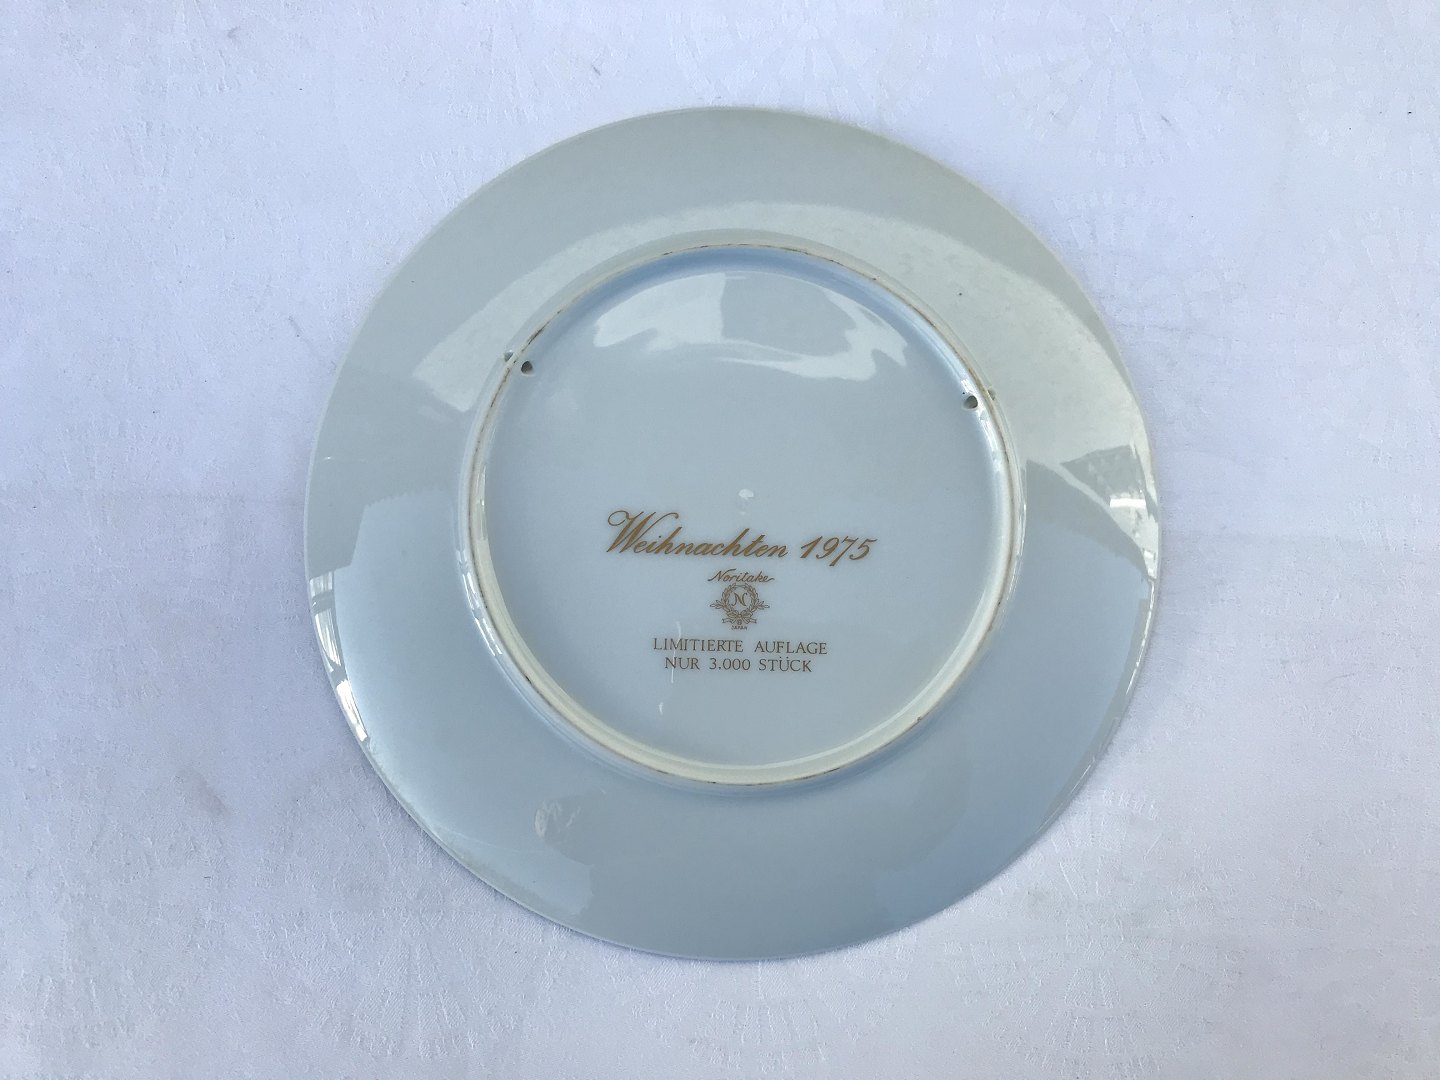 Weihnachten 1975
Noritake
N
JAPAN
LIMITIERTE AUFLAGE
NUR 3.000 STÜCK